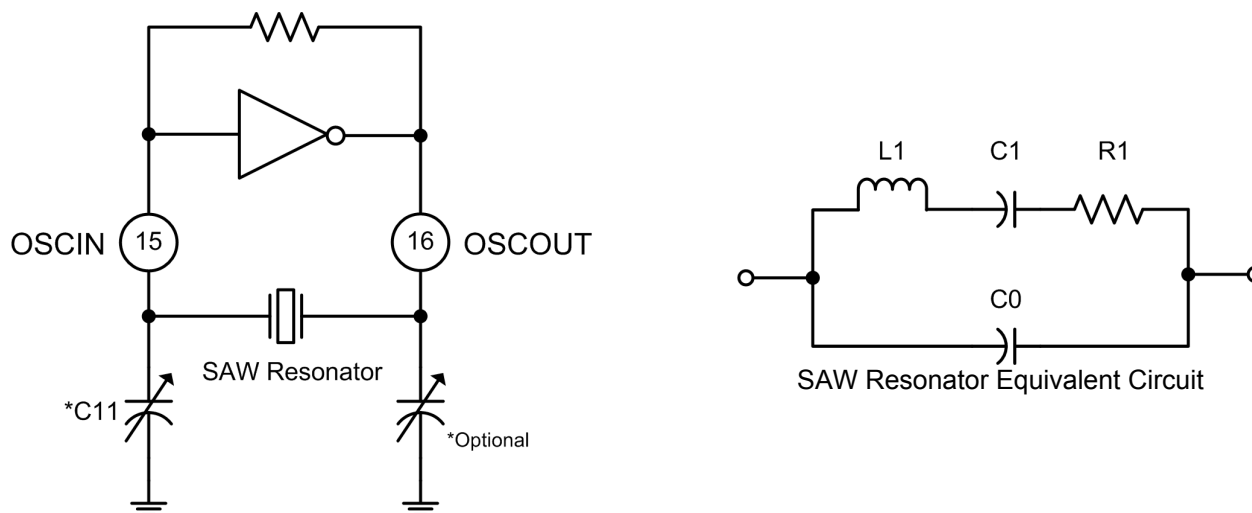 OSCIN
15
16
OSCOUT
SAW Resonator
*C11
*Optional
L1
C1
R1
C0
SAW Resonator Equivalent Circuit